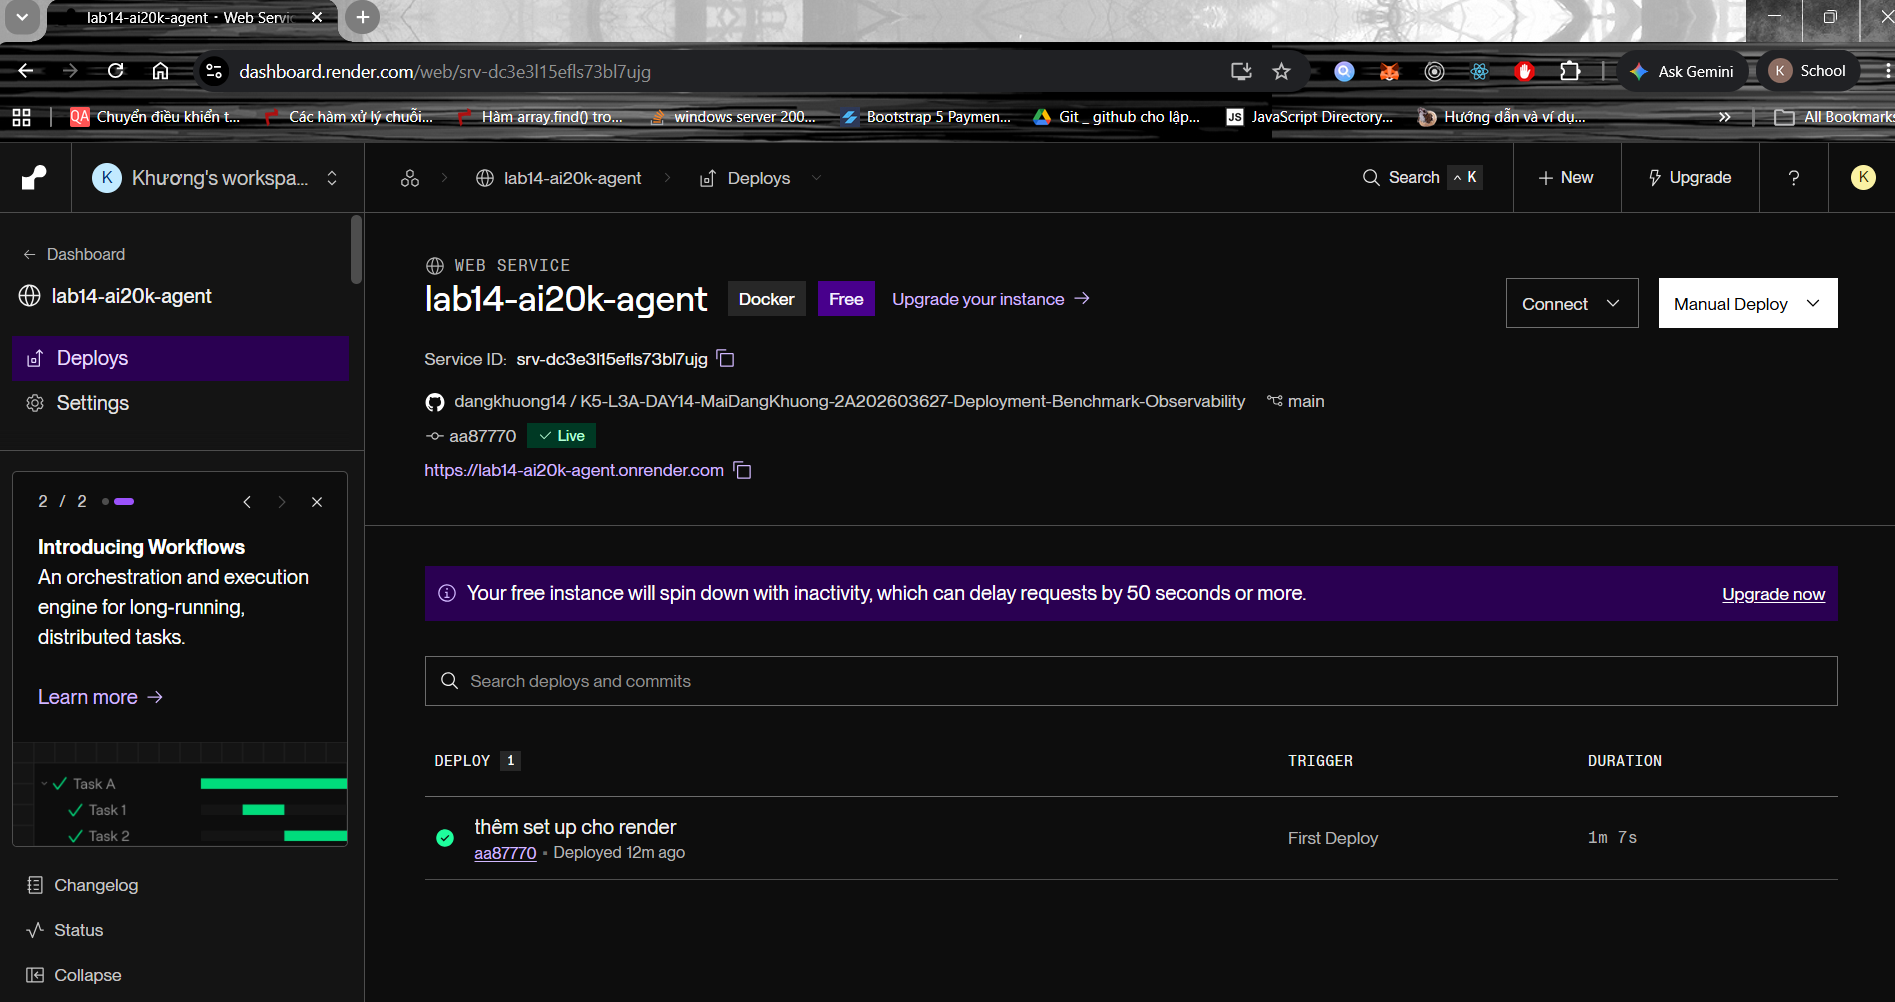 lab14-ai20k-agent · Web Servi
dashboard.render.com/web/srv-dc3e3l15efls73bl7ujg
Ask Gemini
K School
QA Chuyển điều khiển t...
Các hàm xử lý chuỗi...
Hàm array.find() tro...
windows server 200...
Bootstrap 5 Paymen...
Git _ github cho lập...
JS JavaScript Directory...
Hướng dẫn và ví dụ...
All Bookmarks
K Khương's workspa...
lab14-ai20k-agent
Deploys
Search ^ K
+ New
Upgrade
?
K
← Dashboard
lab14-ai20k-agent
Deploys
Settings
2 / 2
Introducing Workflows
An orchestration and execution
engine for long-running,
distributed tasks.
Learn more →
Task A
Task 1
Task 2
Changelog
Status
Collapse
WEB SERVICE
lab14-ai20k-agent Docker Free Upgrade your instance →
Connect
Manual Deploy
Service ID: srv-dc3e3l15efls73bl7ujg
dangkhuong14 / K5-L3A-DAY14-MaiDangKhuong-2A202603627-Deployment-Benchmark-Observability main
aa87770 Live
https://lab14-ai20k-agent.onrender.com
Your free instance will spin down with inactivity, which can delay requests by 50 seconds or more.
Upgrade now
Search deploys and commits
DEPLOY 1 TRIGGER DURATION
thêm set up cho render
aa87770 • Deployed 12m ago
First Deploy
1m 7s